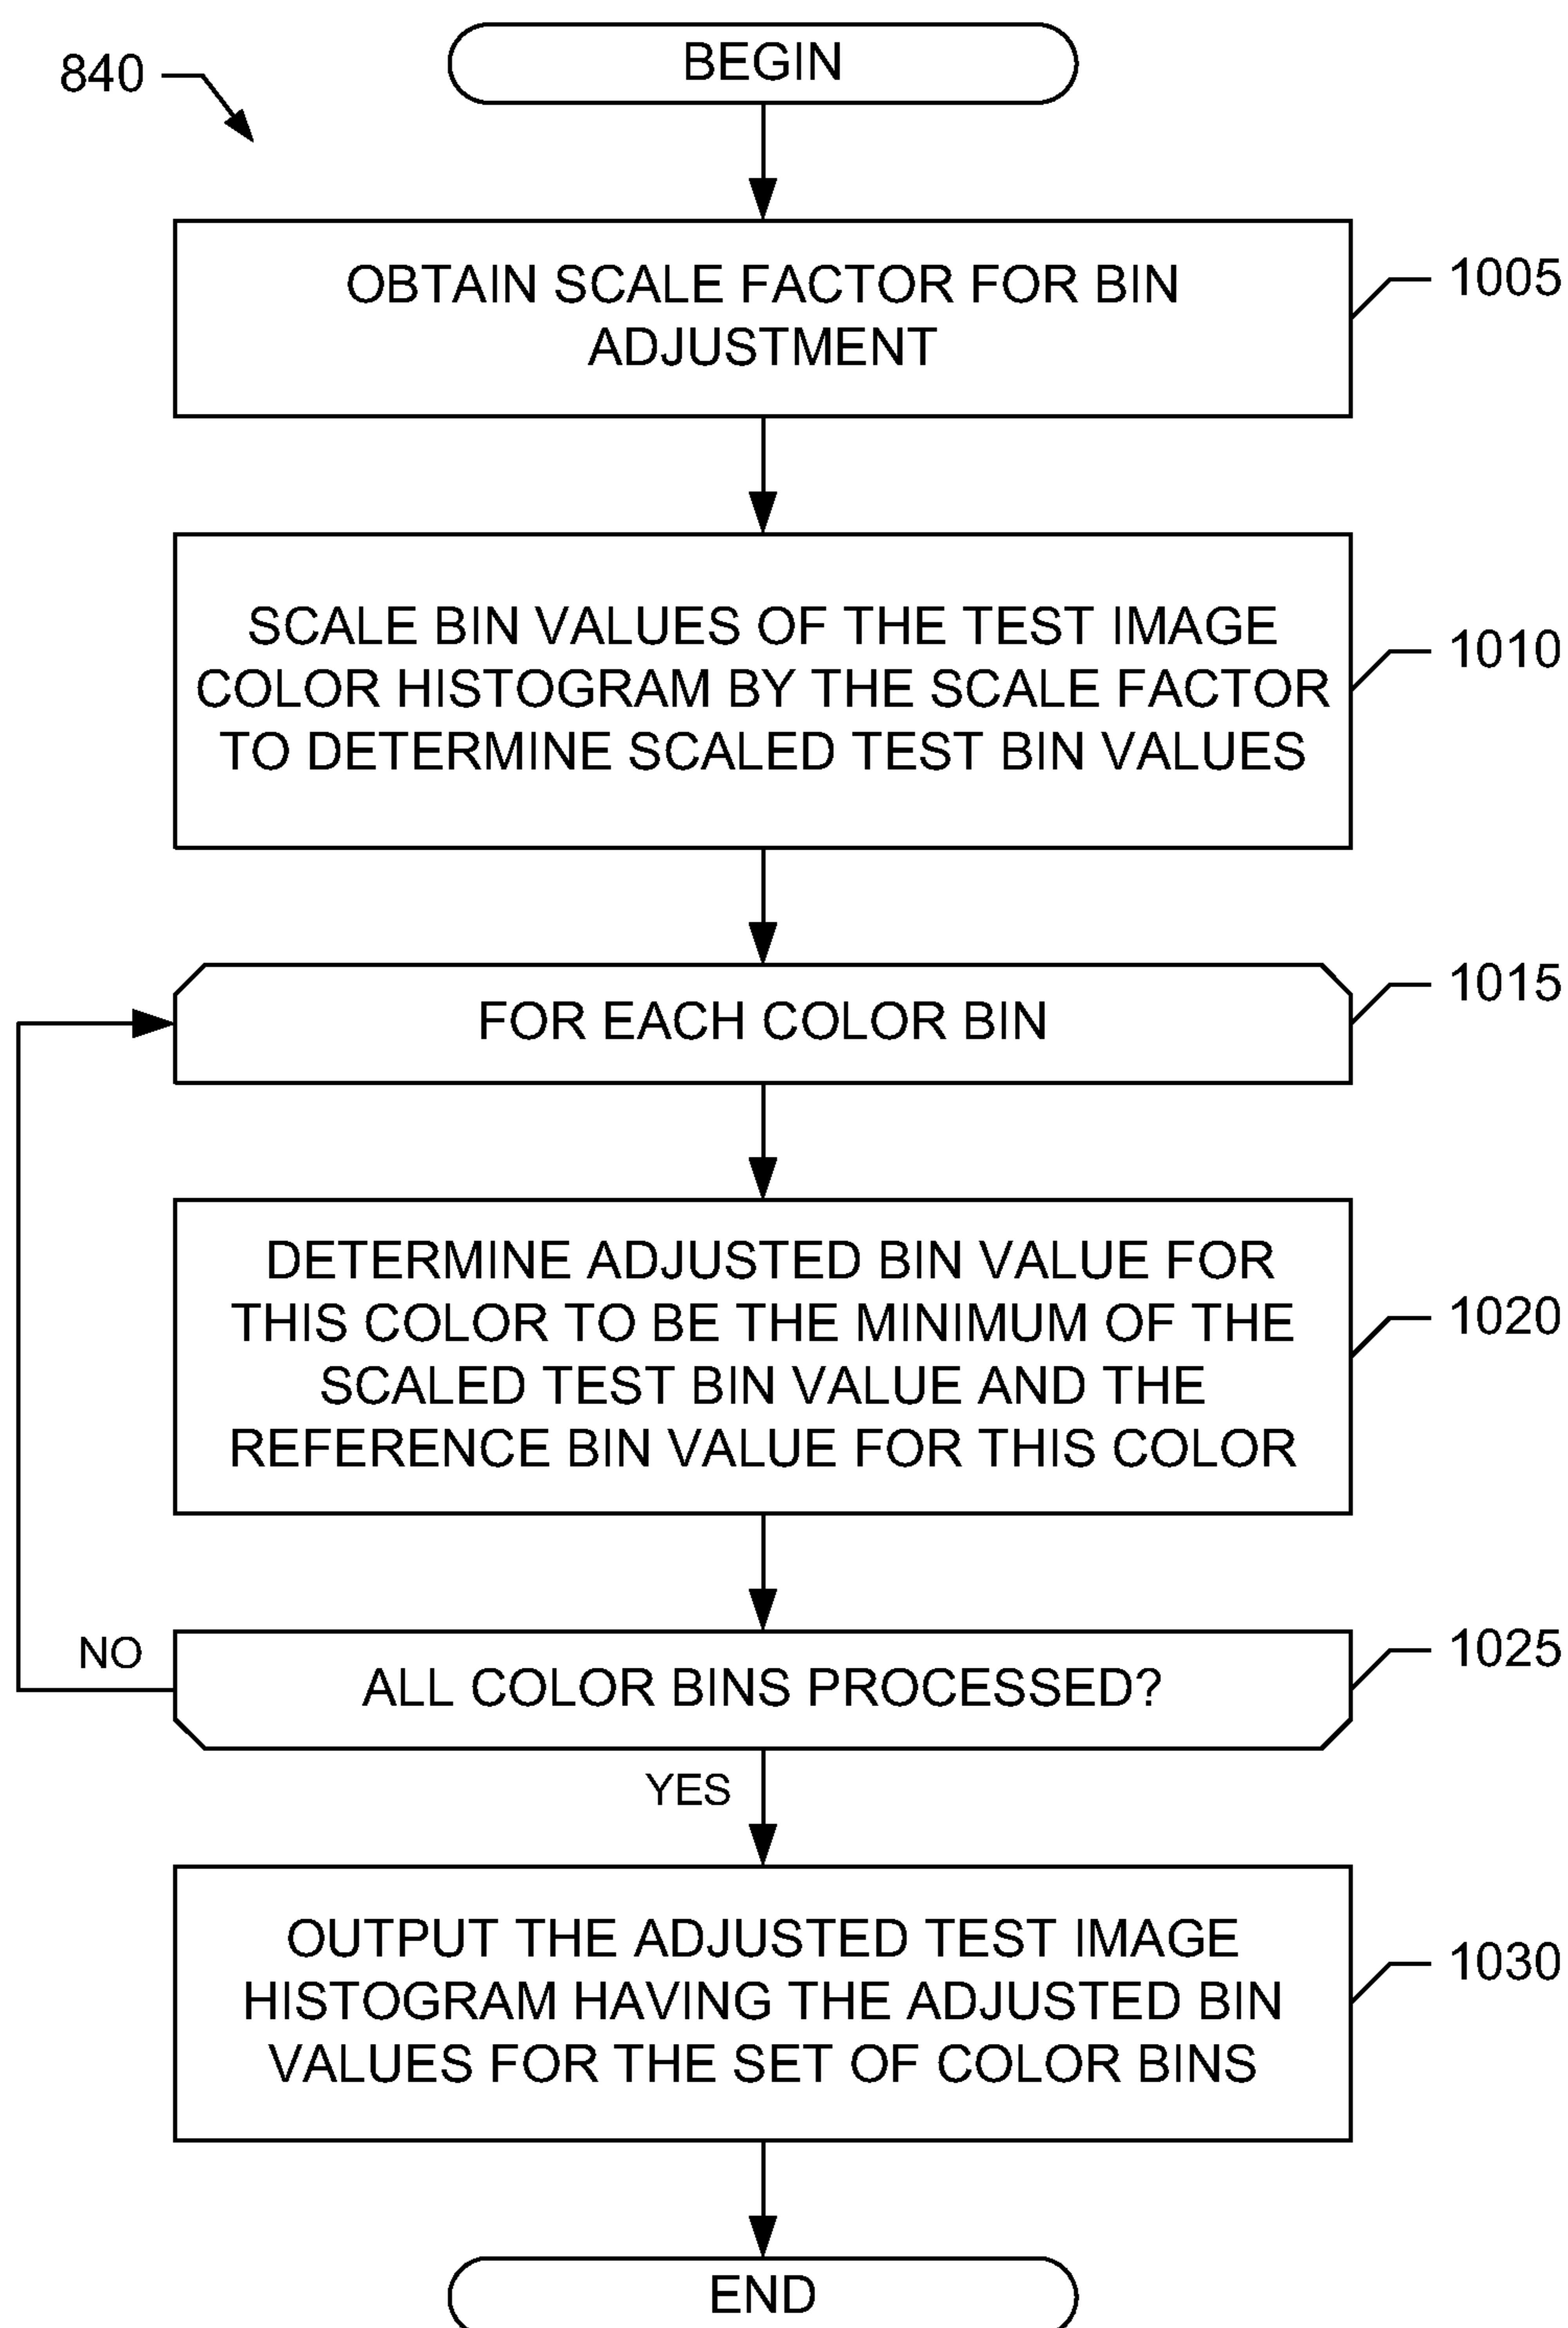 840
BEGIN
OBTAIN SCALE FACTOR FOR BIN
ADJUSTMENT
1005
SCALE BIN VALUES OF THE TEST IMAGE
COLOR HISTOGRAM BY THE SCALE FACTOR
TO DETERMINE SCALED TEST BIN VALUES
1010
FOR EACH COLOR BIN
1015
DETERMINE ADJUSTED BIN VALUE FOR
THIS COLOR TO BE THE MINIMUM OF THE
SCALED TEST BIN VALUE AND THE
REFERENCE BIN VALUE FOR THIS COLOR
1020
NO
ALL COLOR BINS PROCESSED?
1025
YES
OUTPUT THE ADJUSTED TEST IMAGE
HISTOGRAM HAVING THE ADJUSTED BIN
VALUES FOR THE SET OF COLOR BINS
1030
END